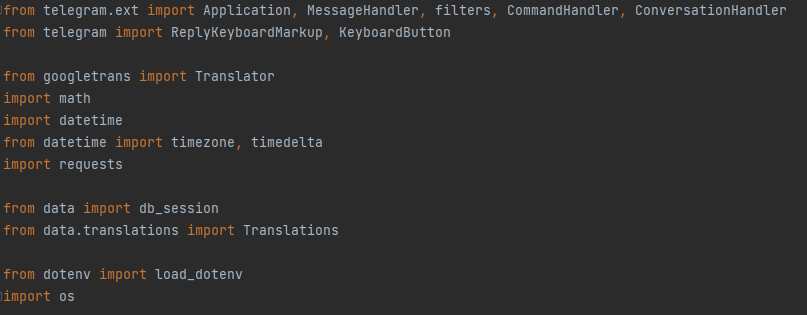 from telegram.ext import Application, MessageHandler, filters, CommandHandler, ConversationHandler
from telegram import ReplyKeyboardMarkup, KeyboardButton
from googletrans import Translator
import math
import datetime
from datetime import timezone, timedelta
import requests
from data import db_session
from data.translations import Translations
from dotenv import load_dotenv
import os